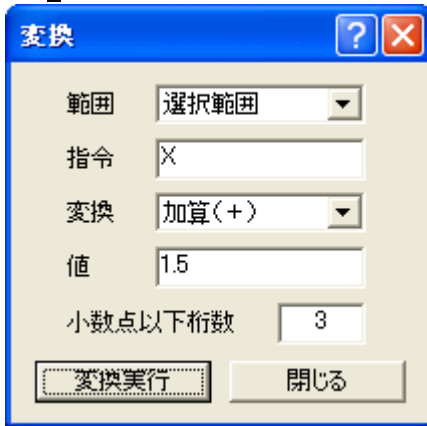 変換
範囲 選択範囲
指令 X
変換 加算(+)
値 1.5
小数点以下桁数 3
変換実行 閉じる